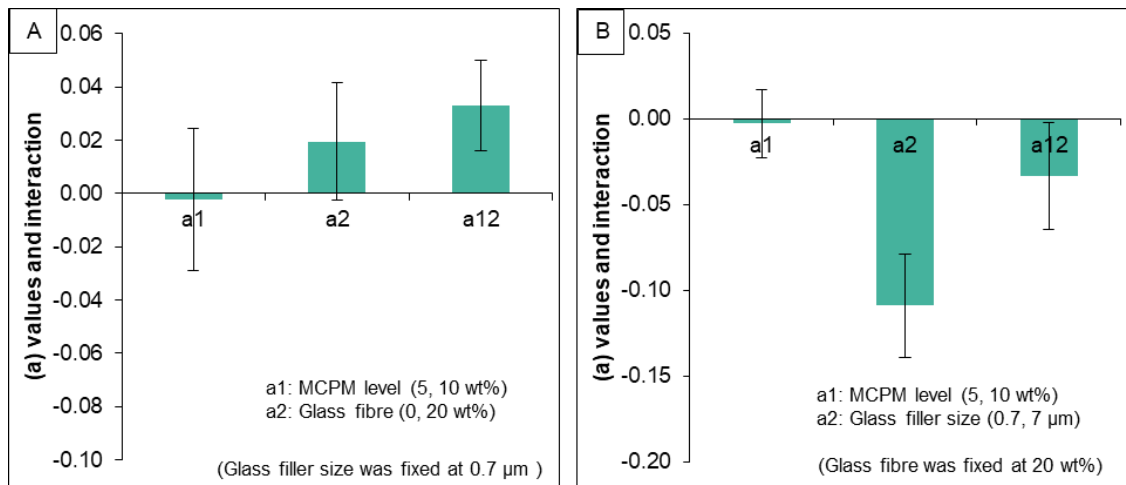 A
(a) values and interaction
0.06
0.04
0.02
0.00
-0.02
-0.04
-0.06
-0.08
-0.10
a1 a2 a12
a1: MCPM level (5, 10 wt%)
a2: Glass fibre (0, 20 wt%)
(Glass filler size was fixed at 0.7 µm )
B
(a) values and interaction
0.05
0.00
-0.05
-0.10
-0.15
-0.20
a1 a2 a12
a1: MCPM level (5, 10 wt%)
a2: Glass filler size (0.7, 7 µm)
(Glass fibre was fixed at 20 wt%)